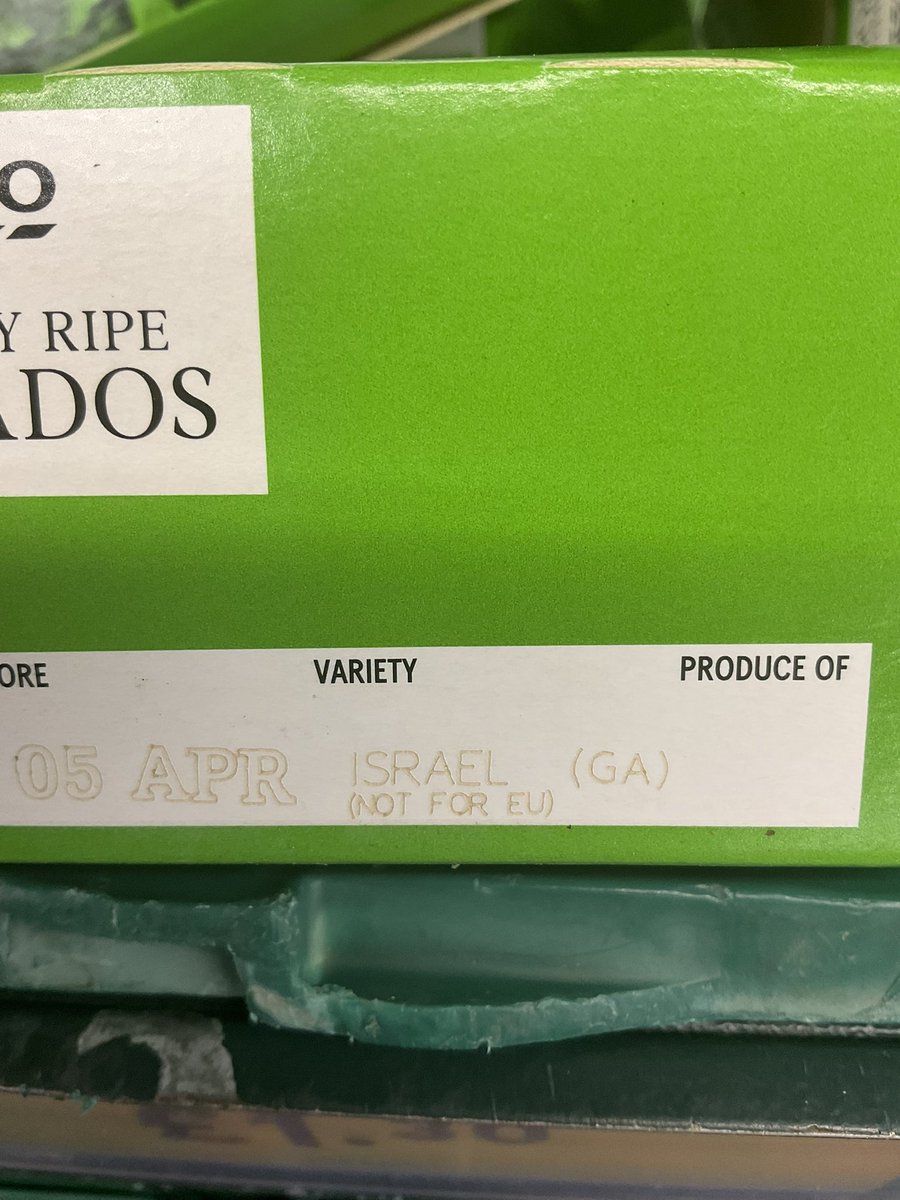 O
Y RIPE
ADOS
ORE VARIETY PRODUCE OF
05 APR ISRAEL (GA)
(NOT FOR EU)